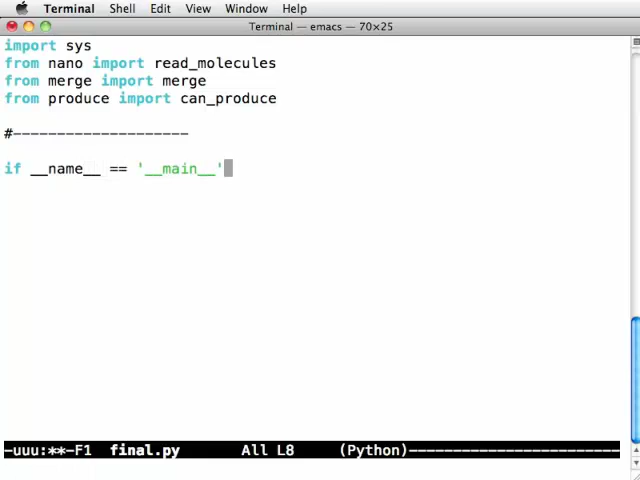 Terminal Shell Edit View Window Help
Terminal — emacs — 70×25
import sys
from nano import read_molecules
from merge import merge
from produce import can_produce
#--------------------
if __name__ == '__main__'
-uuu:**-F1 final.py All L8 (Python)------------------------